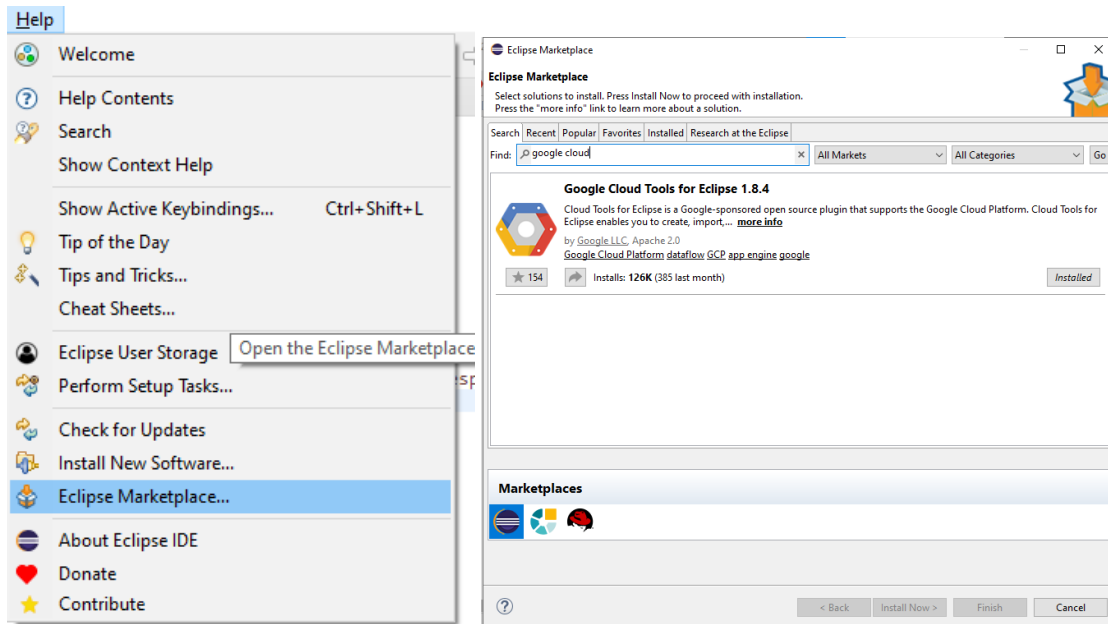 Help
Welcome
Help Contents
Search
Show Context Help
Show Active Keybindings... Ctrl+Shift+L
Tip of the Day
Tips and Tricks...
Cheat Sheets...
Eclipse User Storage
Open the Eclipse Marketplace
Perform Setup Tasks...
Check for Updates
Install New Software...
Eclipse Marketplace...
About Eclipse IDE
Donate
Contribute
Eclipse Marketplace
Eclipse Marketplace
Select solutions to install. Press Install Now to proceed with installation.
Press the "more info" link to learn more about a solution.
Search Recent Popular Favorites Installed Research at the Eclipse
Find: google cloud All Markets All Categories Go
Google Cloud Tools for Eclipse 1.8.4
Cloud Tools for Eclipse is a Google-sponsored open source plugin that supports the Google Cloud Platform. Cloud Tools for
Eclipse enables you to create, import,... more info
by Google LLC, Apache 2.0
Google Cloud Platform dataflow GCP app engine google
154 Installs: 126K (385 last month) Installed
Marketplaces
< Back Install Now > Finish Cancel